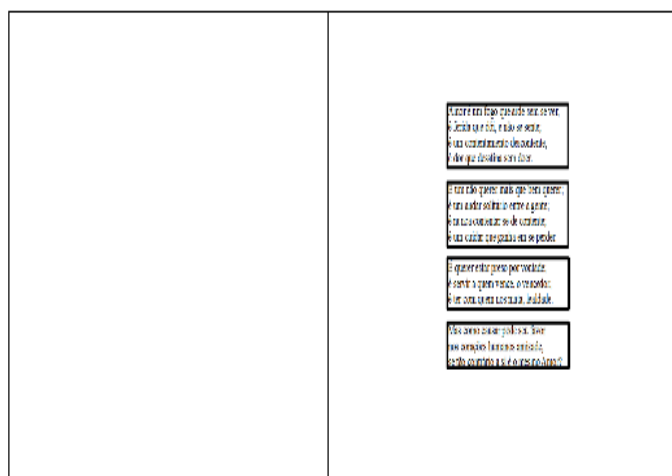 Amor é um fogo que arde sem se ver,
é ferida que dói, e não se sente;
é um contentamento descontente,
é dor que desatina sem doer.
É um não querer mais que bem querer;
é um andar solitário entre a gente;
é nunca contentar-se de contente;
é um cuidar que ganha em se perder.
É querer estar preso por vontade;
é servir a quem vence, o vencedor;
é ter com quem nos mata, lealdade.
Mas como causar pode seu favor
nos corações humanos amizade,
se tão contrário a si é o mesmo Amor?